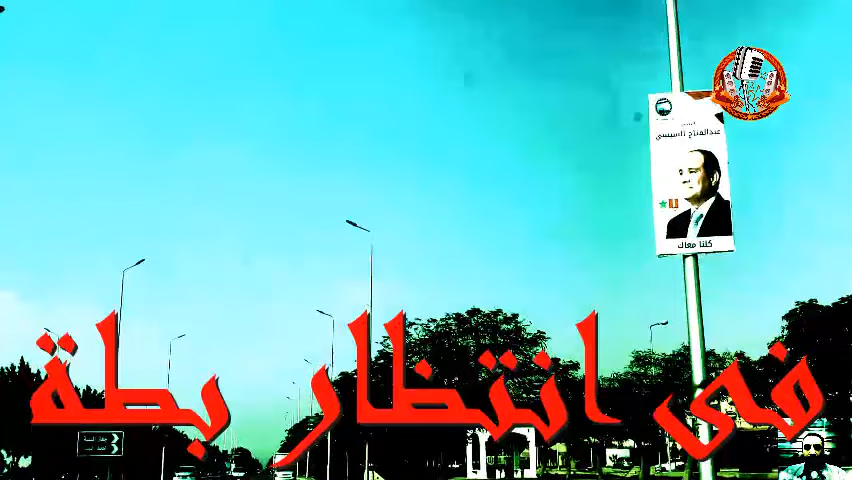 عبدالفتاح السيسي
كلنا معاك
فى انتظار بطة